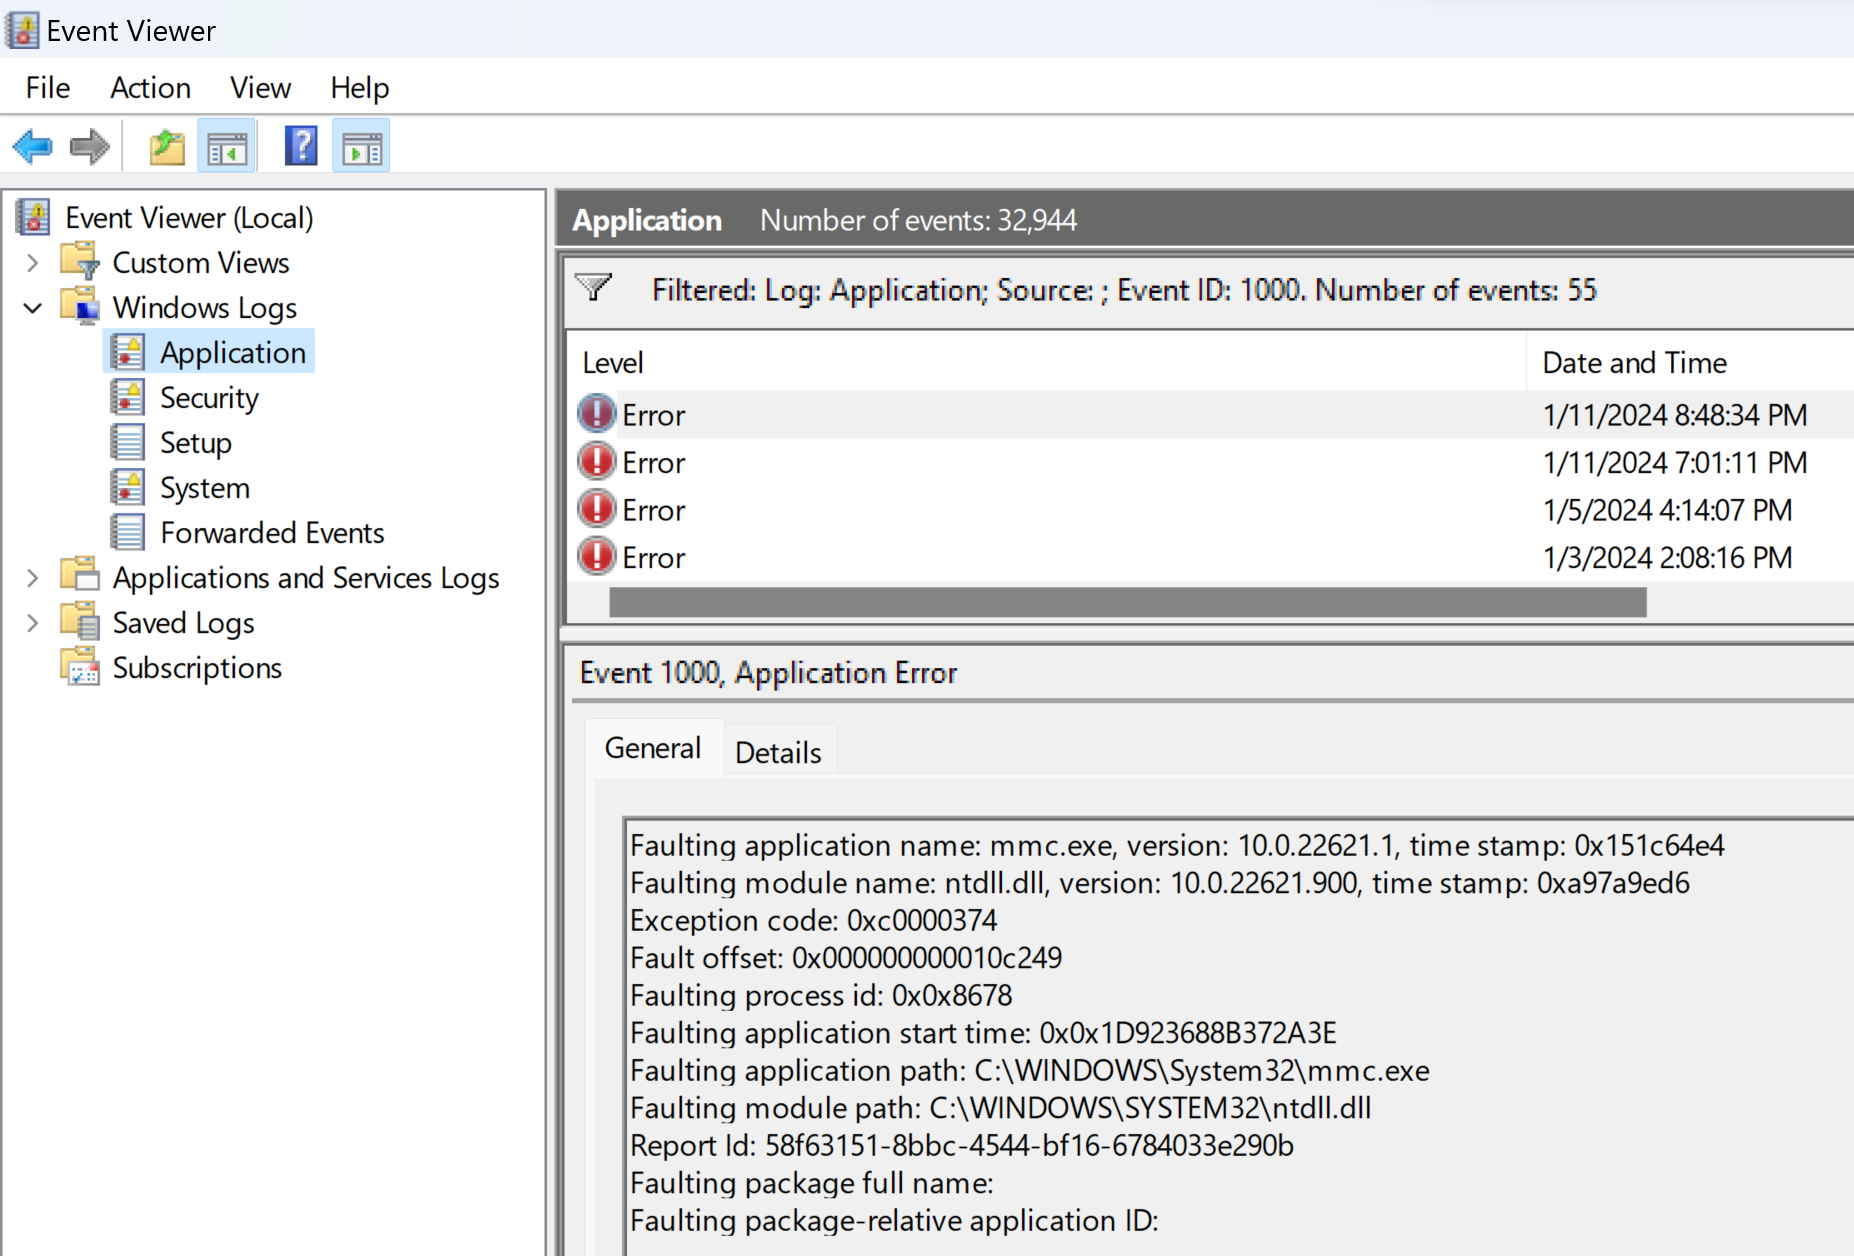 Event Viewer
File Action View Help
Event Viewer (Local)
Custom Views
Windows Logs
Application
Security
Setup
System
Forwarded Events
Applications and Services Logs
Saved Logs
Subscriptions
Application Number of events: 32,944
Filtered: Log: Application; Source: ; Event ID: 1000. Number of events: 55
Level Date and Time
Error 1/11/2024 8:48:34 PM
Error 1/11/2024 7:01:11 PM
Error 1/5/2024 4:14:07 PM
Error 1/3/2024 2:08:16 PM
Event 1000, Application Error
General Details
Faulting application name: mmc.exe, version: 10.0.22621.1, time stamp: 0x151c64e4
Faulting module name: ntdll.dll, version: 10.0.22621.900, time stamp: 0xa97a9ed6
Exception code: 0xc0000374
Fault offset: 0x000000000010c249
Faulting process id: 0x0x8678
Faulting application start time: 0x0x1D923688B372A3E
Faulting application path: C:\WINDOWS\System32\mmc.exe
Faulting module path: C:\WINDOWS\SYSTEM32\ntdll.dll
Report Id: 58f63151-8bbc-4544-bf16-6784033e290b
Faulting package full name:
Faulting package-relative application ID: